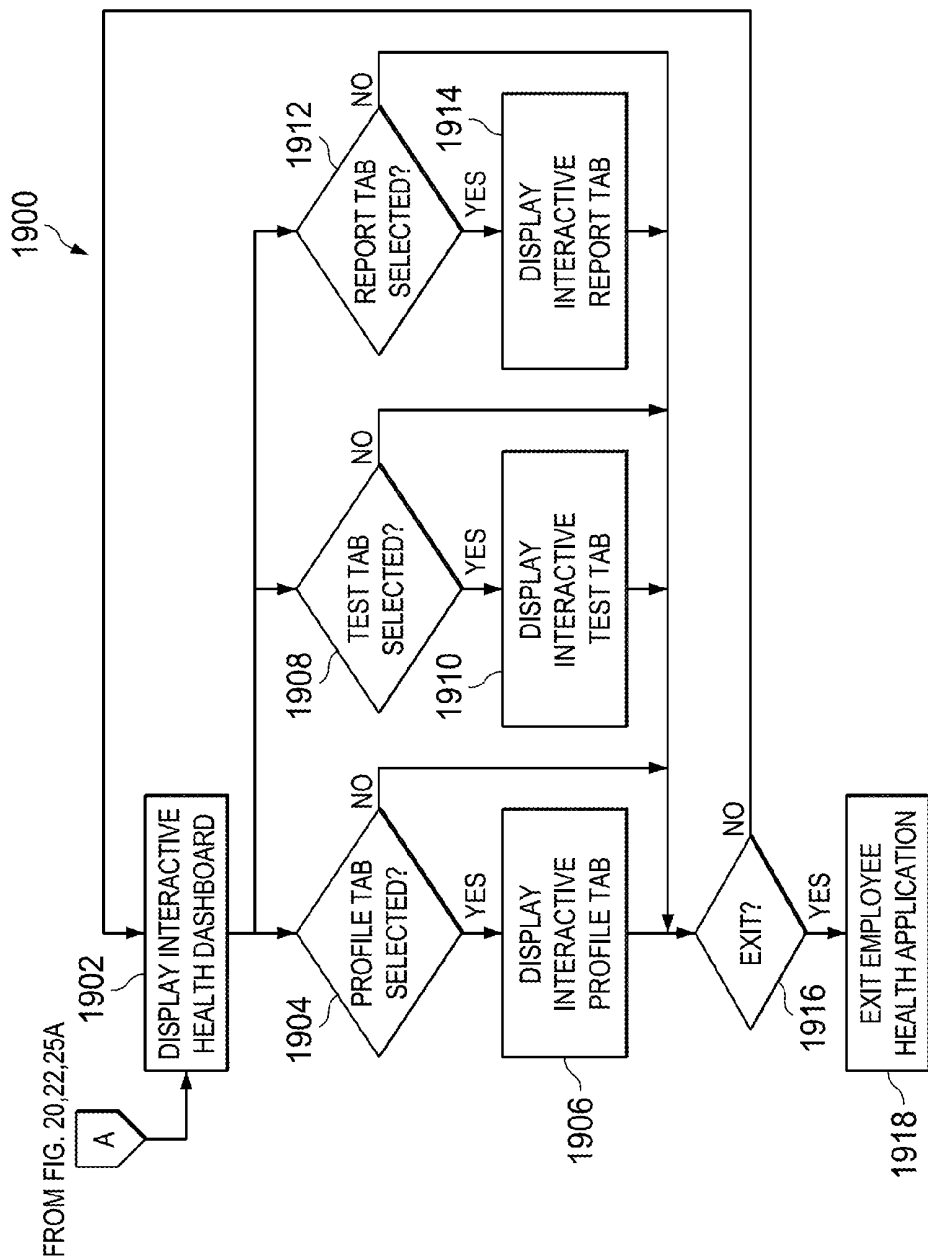 1900
FROM FIG. 20,22,25A
A
1902
DISPLAY INTERACTIVE
HEALTH DASHBOARD
1904
PROFILE TAB
SELECTED?
NO
YES
1908
TEST TAB
SELECTED?
NO
YES
1912
REPORT TAB
SELECTED?
NO
YES
1906
DISPLAY
INTERACTIVE
PROFILE TAB
1910
DISPLAY
INTERACTIVE
TEST TAB
1914
DISPLAY
INTERACTIVE
REPORT TAB
EXIT?
NO
1916
YES
EXIT EMPLOYEE
HEALTH APPLICATION
1918